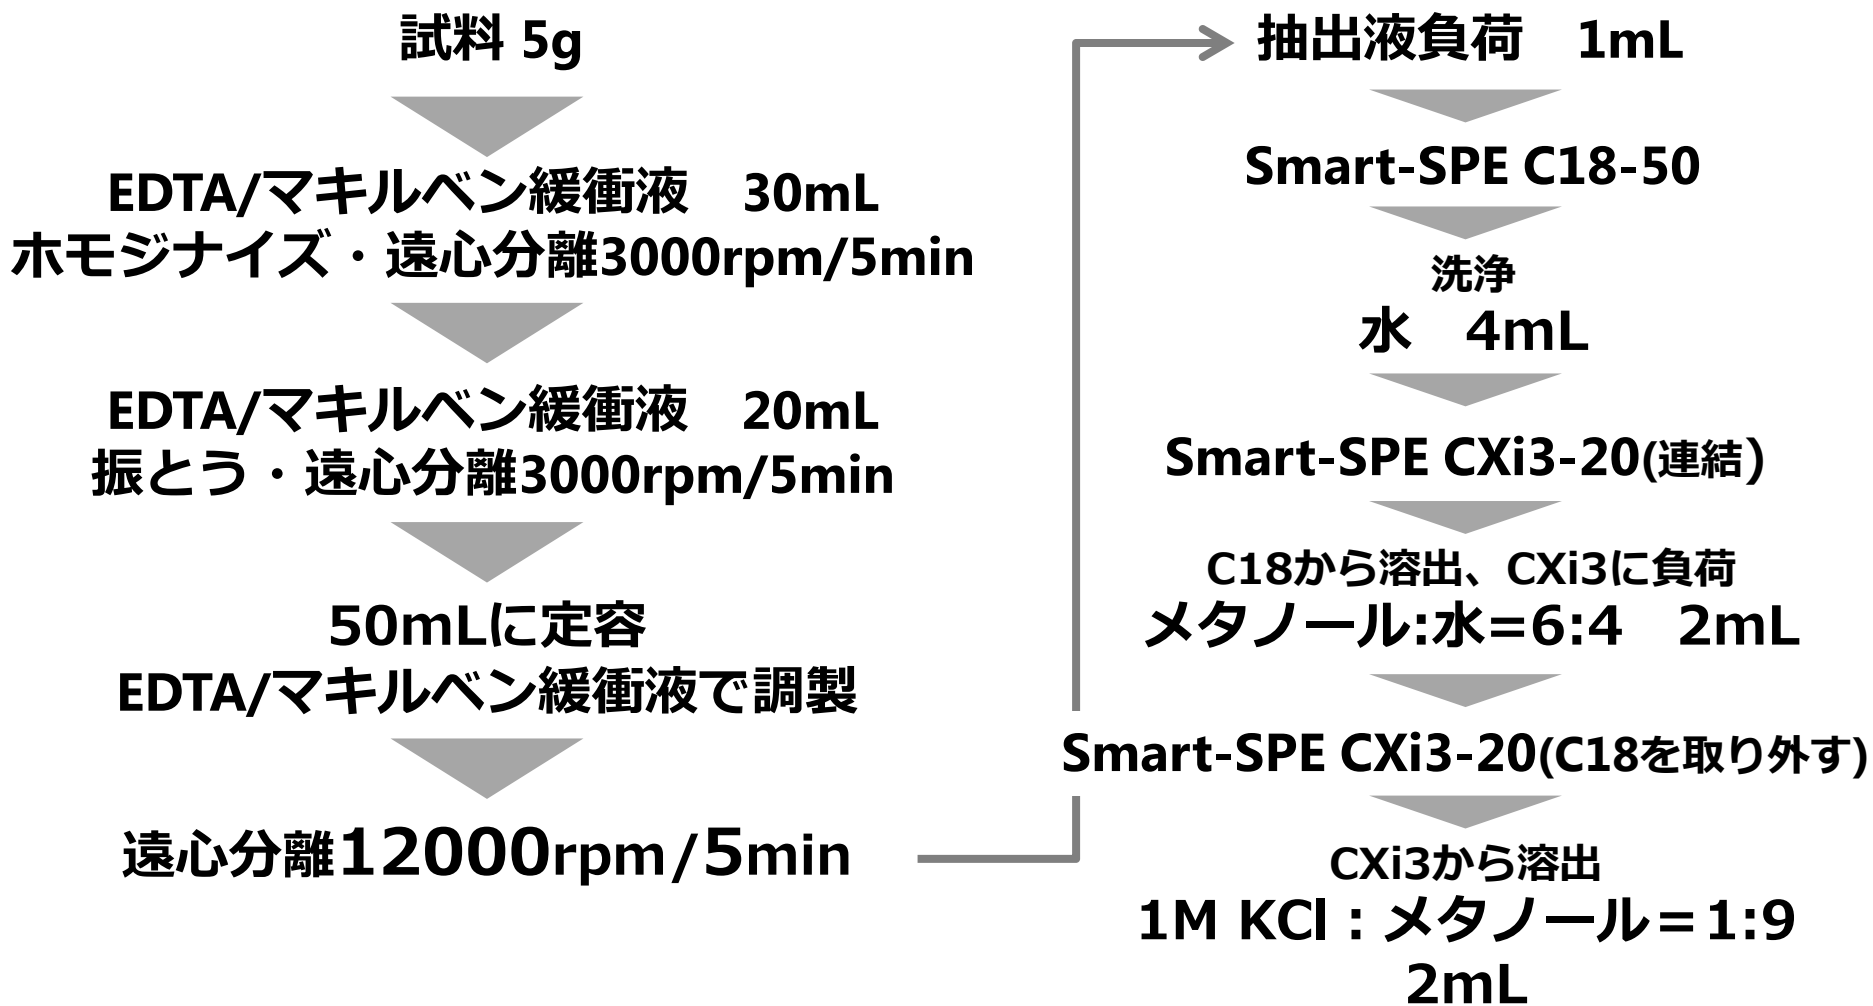 試料 5g
EDTA/マキルベン緩衝液　30mL
ホモジナイズ・遠心分離3000rpm/5min
EDTA/マキルベン緩衝液　20mL
振とう・遠心分離3000rpm/5min
50mLに定容
EDTA/マキルベン緩衝液で調製
遠心分離12000rpm/5min
抽出液負荷　1mL
Smart-SPE C18-50
洗浄
水　4mL
Smart-SPE CXi3-20(連結)
C18から溶出、CXi3に負荷
メタノール:水=6:4　2mL
Smart-SPE CXi3-20(C18を取り外す)
CXi3から溶出
1M KCl：メタノール＝1:9
2mL